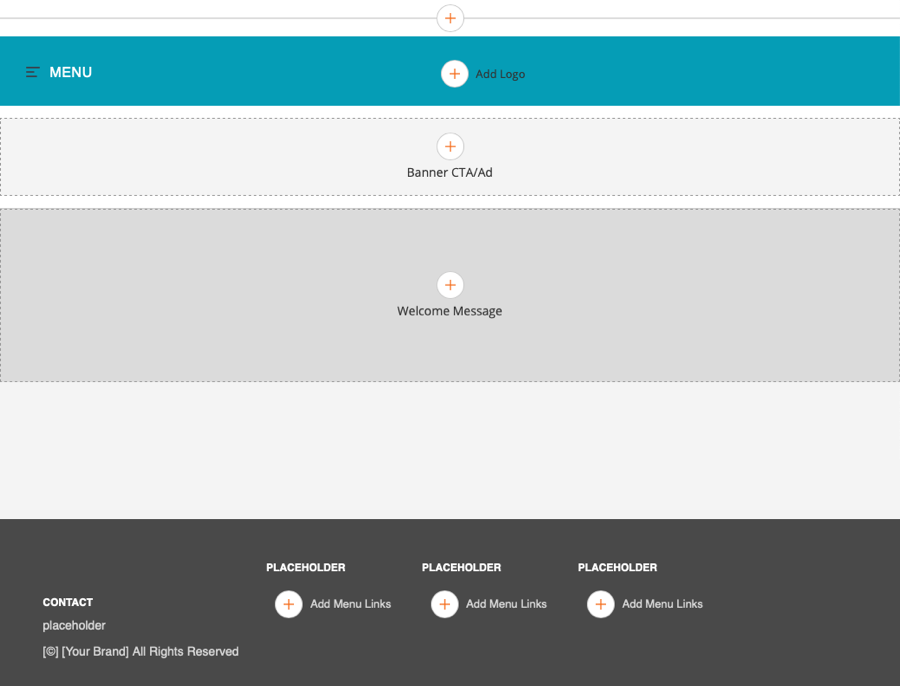 MENU
Add Logo
Banner CTA/Ad
Welcome Message
PLACEHOLDER
PLACEHOLDER
PLACEHOLDER
Add Menu Links
Add Menu Links
Add Menu Links
CONTACT
placeholder
[©] [Your Brand] All Rights Reserved